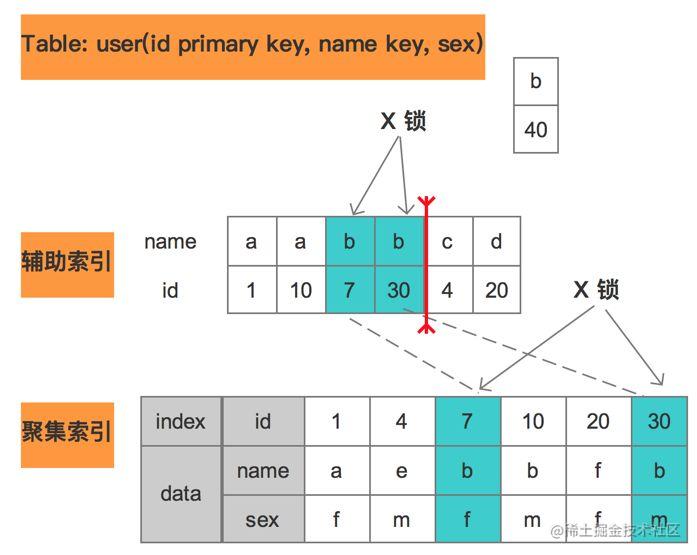 Table: user(id primary key, name key, sex)
b
40
X 锁
辅助索引
name a a b b c d
id 1 10 7 30 4 20
X 锁
聚集索引
index id 1 4 7 10 20 30
data name a e b b f b
sex f m f m f m
@稀土掘金技术社区